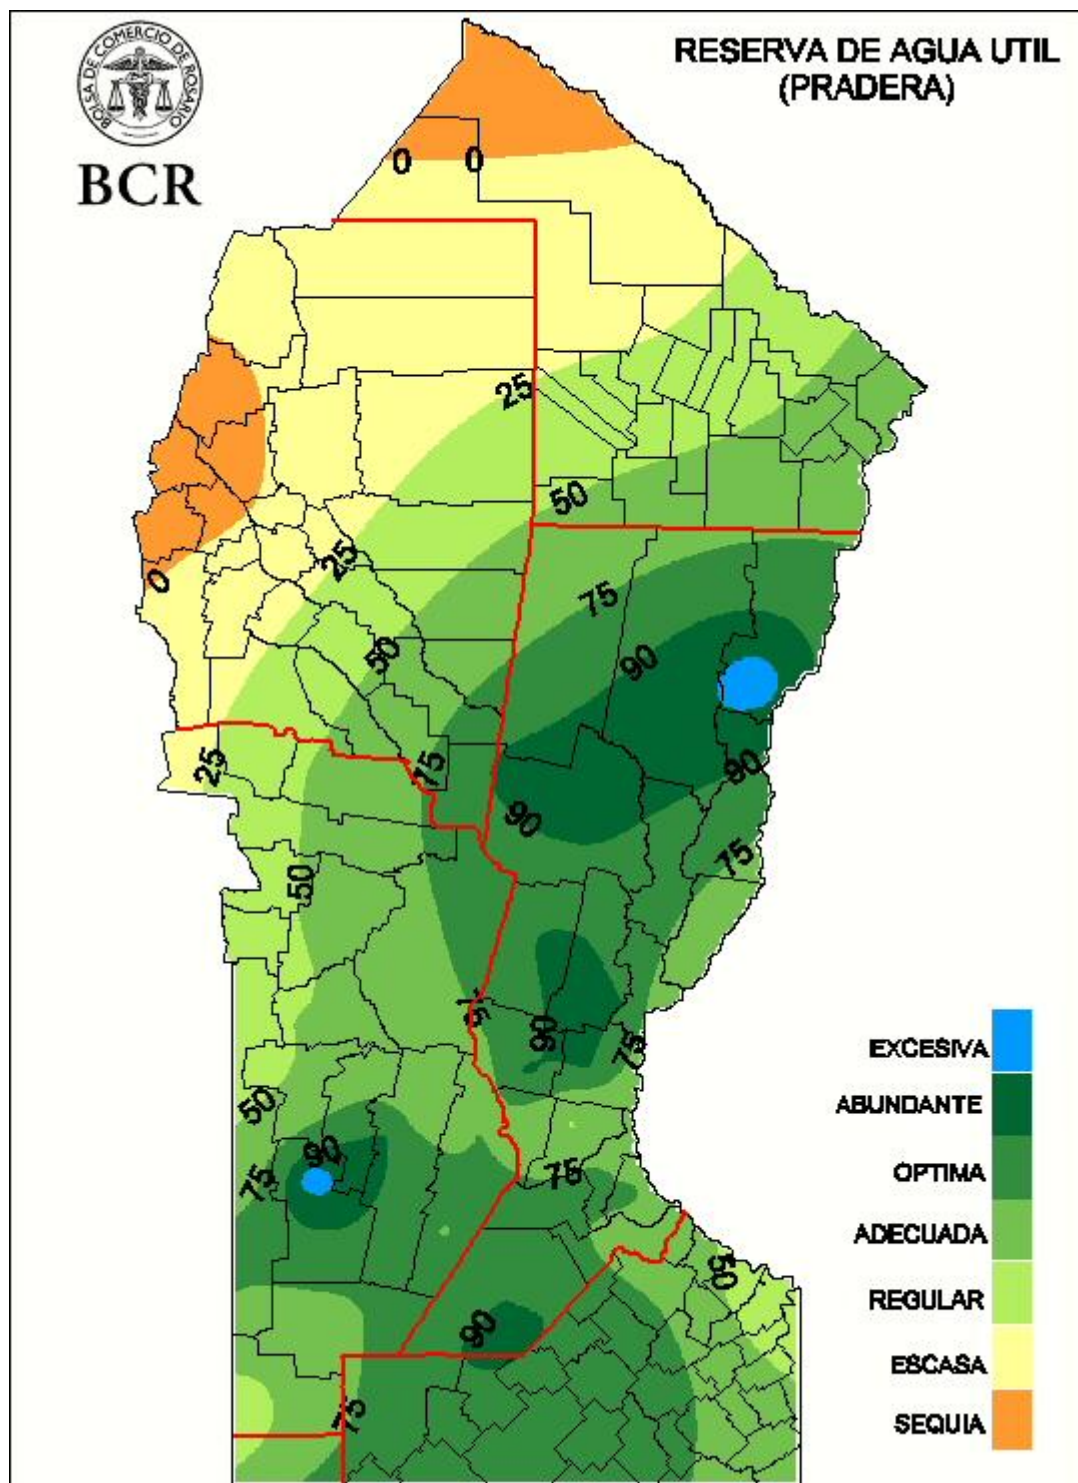 BOLSA DE COMERCIO DE ROSARIO
BCR
RESERVA DE AGUA UTIL
(PRADERA)
0 0
25
50
0
25
75
50
90
25
75
90
90
50
75
75
90
75
50
90
75
75
50
90
75
EXCESIVA
ABUNDANTE
OPTIMA
ADECUADA
REGULAR
ESCASA
SEQUIA